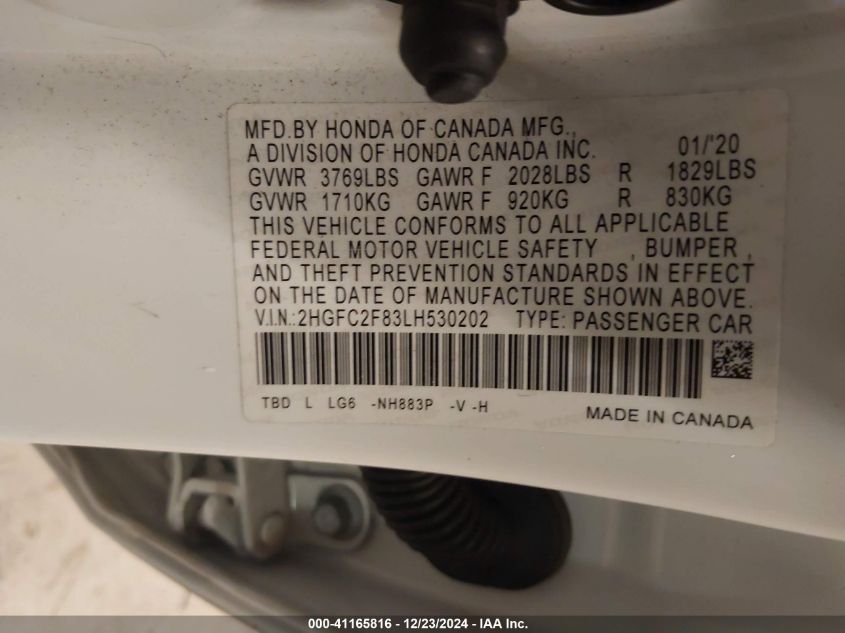 MFD.BY HONDA OF CANADA MFG.,
A DIVISION OF HONDA CANADA INC. 01/'20
GVWR 3769LBS GAWR F 2028LBS R 1829LBS
GVWR 1710KG GAWR F 920KG R 830KG
THIS VEHICLE CONFORMS TO ALL APPLICABLE
FEDERAL MOTOR VEHICLE SAFETY , BUMPER ,
AND THEFT PREVENTION STANDARDS IN EFFECT
ON THE DATE OF MANUFACTURE SHOWN ABOVE.
V.I.N.:2HGFC2F83LH530202 TYPE: PASSENGER CAR
TBD L LG6 -NH883P -V -H
MADE IN CANADA
000-41165816 - 12/23/2024 - IAA Inc.